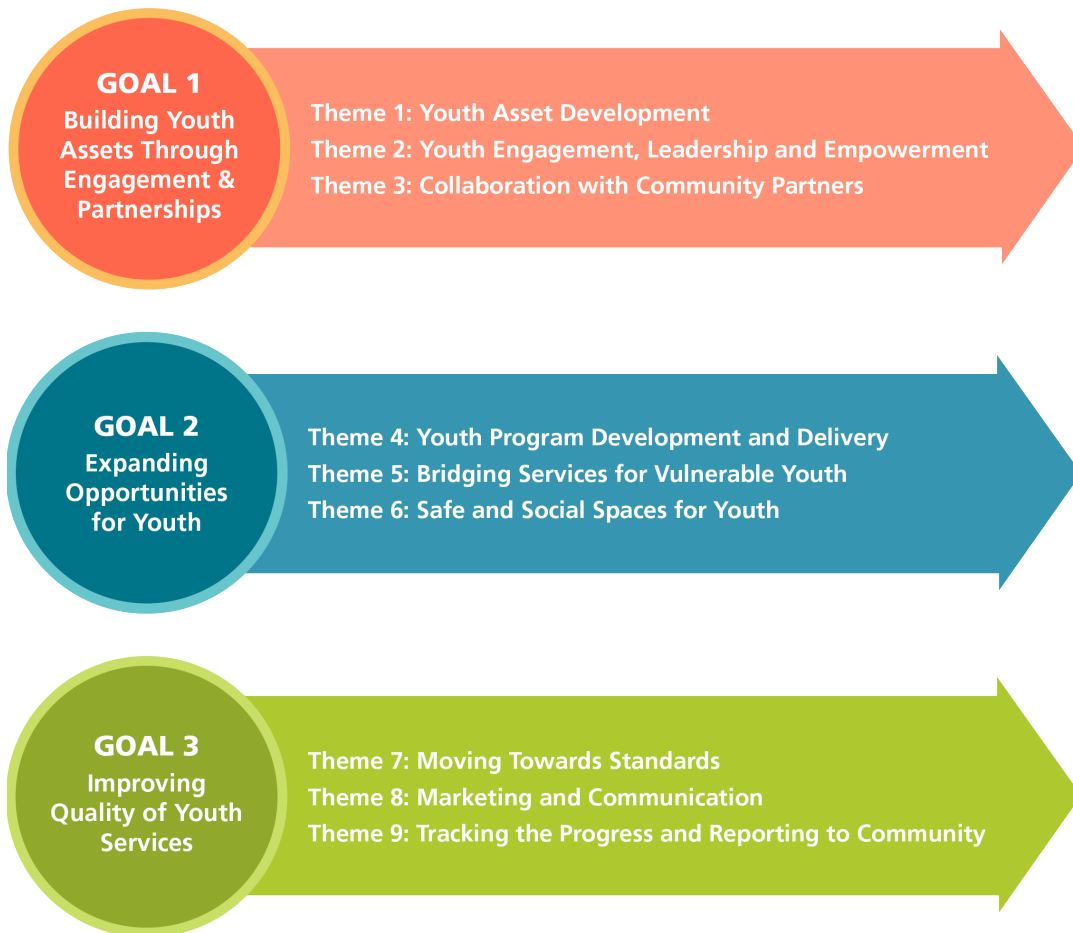 GOAL 1
Building Youth
Assets Through
Engagement &
Partnerships
Theme 1: Youth Asset Development
Theme 2: Youth Engagement, Leadership and Empowerment
Theme 3: Collaboration with Community Partners
GOAL 2
Expanding
Opportunities
for Youth
Theme 4: Youth Program Development and Delivery
Theme 5: Bridging Services for Vulnerable Youth
Theme 6: Safe and Social Spaces for Youth
GOAL 3
Improving
Quality of Youth
Services
Theme 7: Moving Towards Standards
Theme 8: Marketing and Communication
Theme 9: Tracking the Progress and Reporting to Community